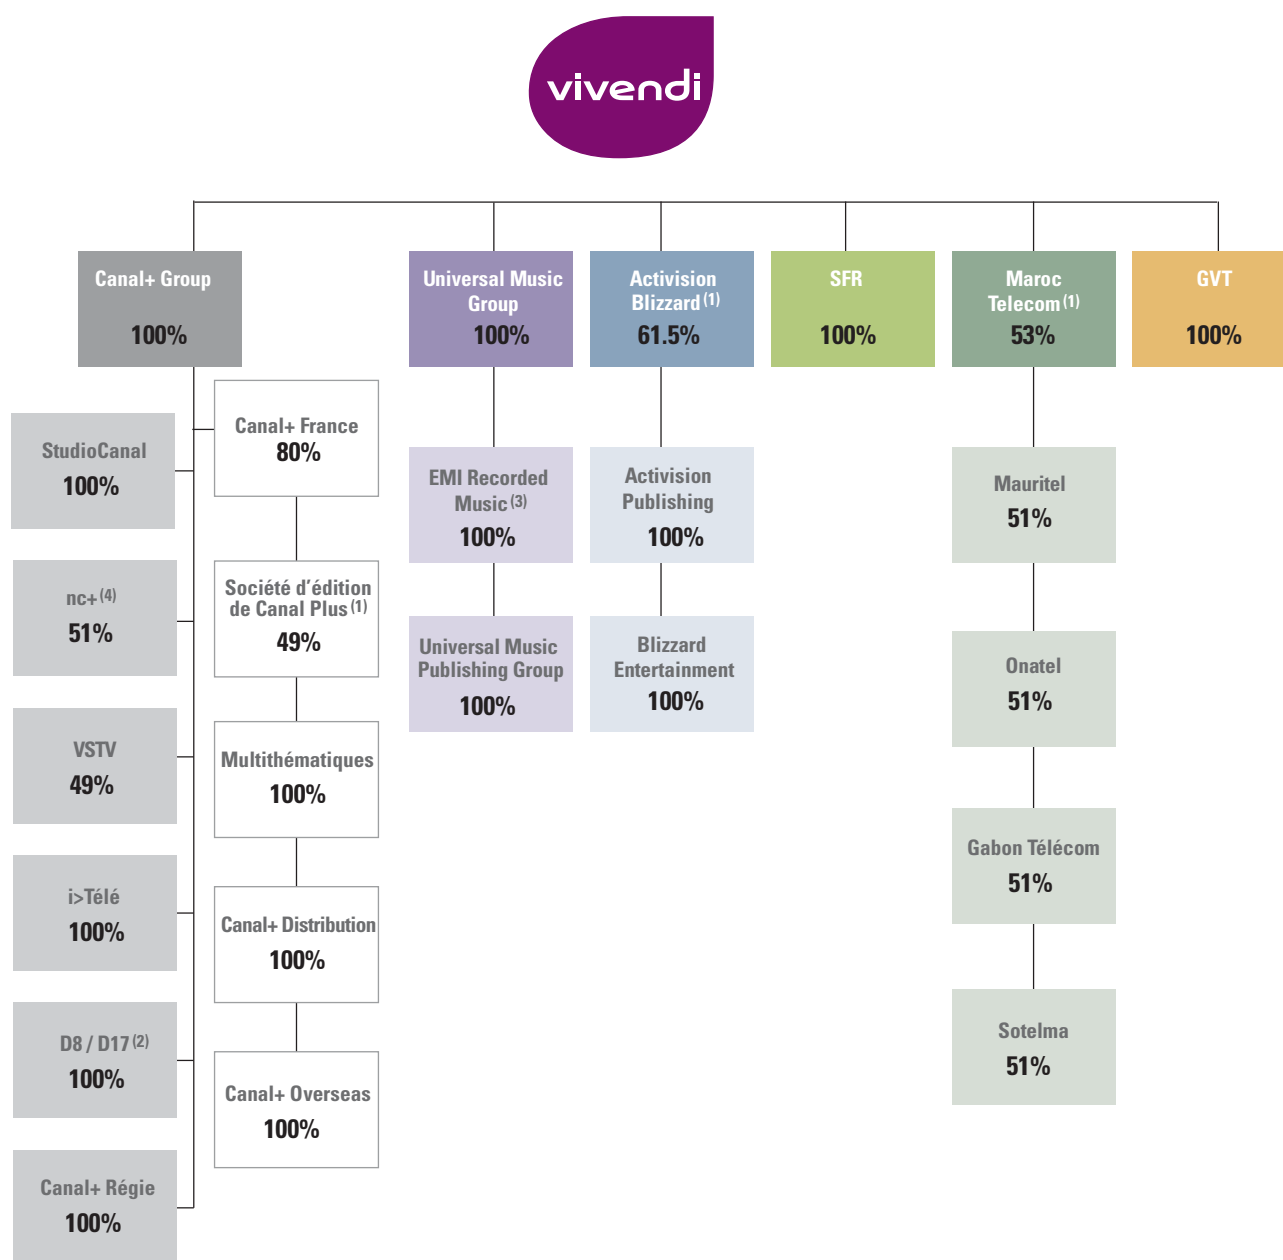 vivendi
Canal+ Group
100%
Universal Music
Group
100%
Activision
Blizzard (1)
61.5%
SFR
100%
Maroc
Telecom (1)
53%
GVT
100%
StudioCanal
100%
nc+ (4)
51%
VSTV
49%
i>Télé
100%
D8 / D17 (2)
100%
Canal+ Régie
100%
Canal+ France
80%
Société d'édition
de Canal Plus (1)
49%
Multithématiques
100%
Canal+ Distribution
100%
Canal+ Overseas
100%
EMI Recorded
Music (3)
100%
Universal Music
Publishing Group
100%
Activision
Publishing
100%
Blizzard
Entertainment
100%
Mauritel
51%
Onatel
51%
Gabon Télécom
51%
Sotelma
51%